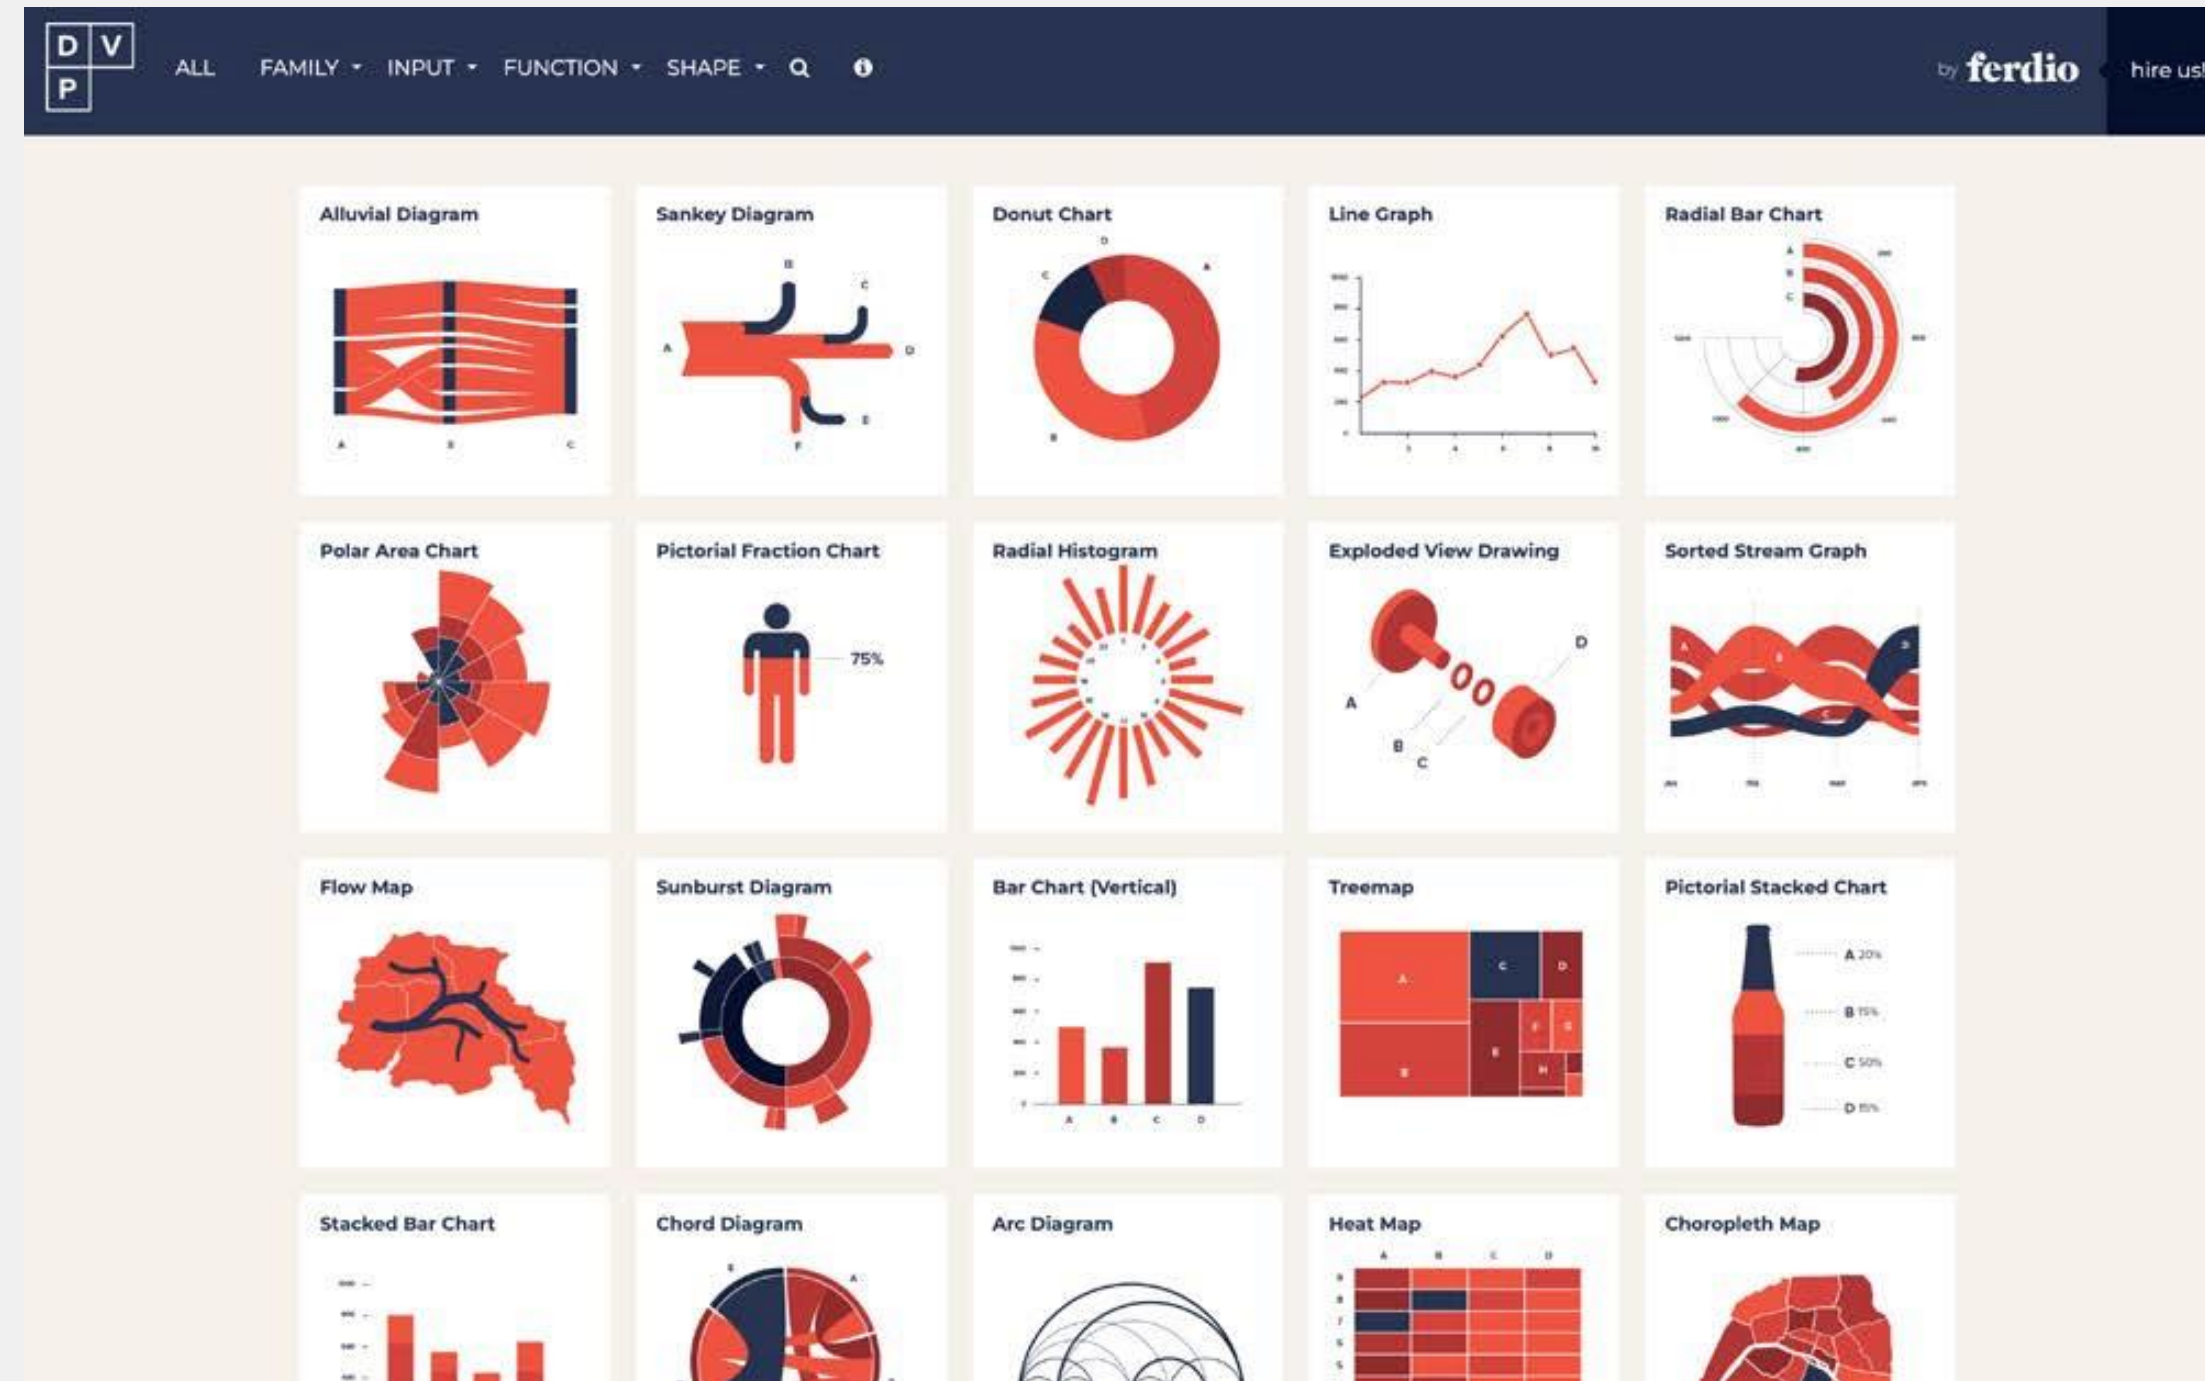 D V
P
ALL FAMILY INPUT FUNCTION SHAPE
by ferdio
hire us!
Alluvial Diagram
A B C
Sankey Diagram
B
C
A
D
E
F
Donut Chart
D
C
A
B
Line Graph
Radial Bar Chart
A
B
C
Polar Area Chart
Pictorial Fraction Chart
75%
Radial Histogram
Exploded View Drawing
D
A
B
C
Sorted Stream Graph
A
B
D
C
Flow Map
Sunburst Diagram
Bar Chart (Vertical)
A B C D
Treemap
A
C
D
F
G
E
H
B
Pictorial Stacked Chart
A 20%
B 15%
C 50%
D 15%
Stacked Bar Chart
Chord Diagram
E
A
Arc Diagram
Heat Map
A B C D
Choropleth Map